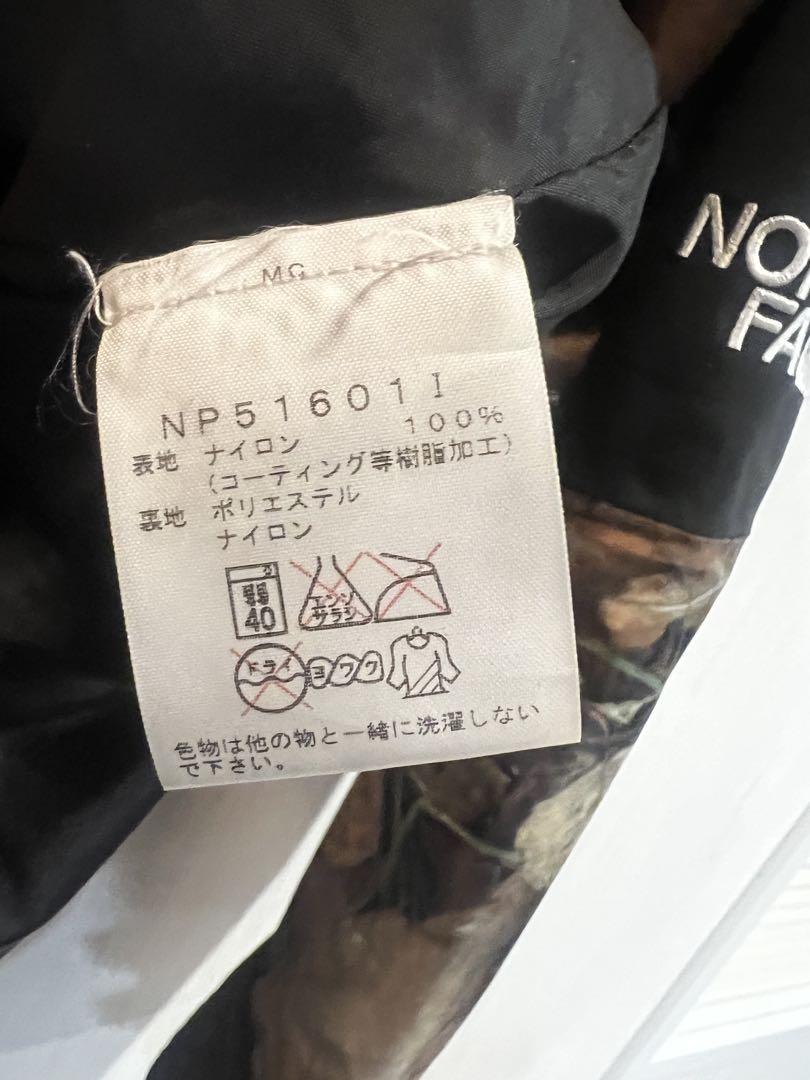 MG
NP51601I
表地 ナイロン 100%
(コーティング等樹脂加工)
裏地 ポリエステル
ナイロン
弱
40
エンソ
サラシ
ドライ
ヨワク
色物は他の物と一緒に洗濯しない
で下さい。
NO
FA